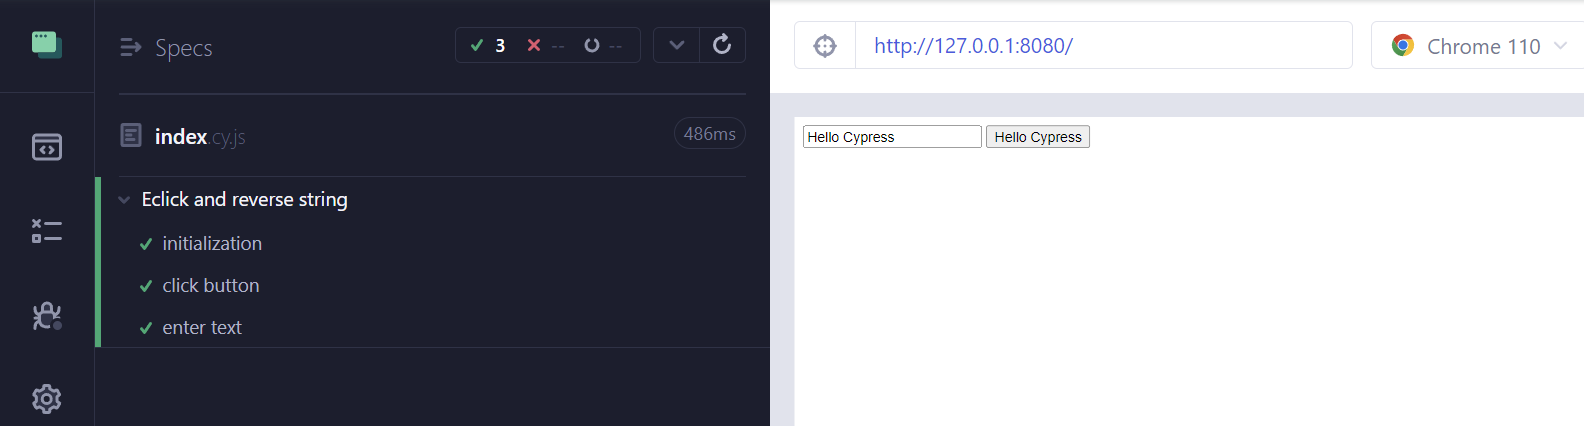 Specs
3 -- --
index.cy.js
486ms
Eclick and reverse string
initialization
click button
enter text
http://127.0.0.1:8080/
Chrome 110
Hello Cypress
Hello Cypress